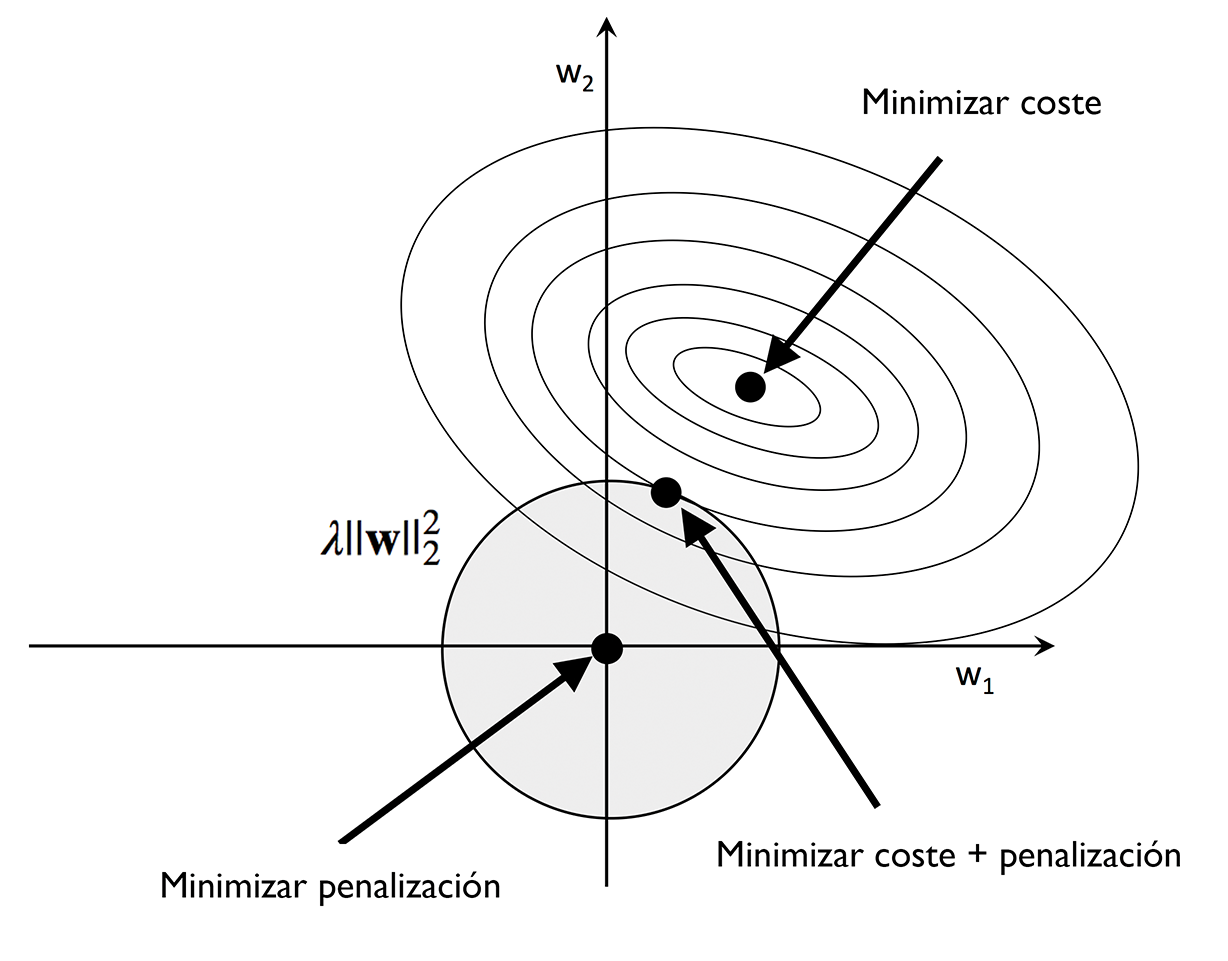 w₂
Minimizar coste
λ||w||₂²
w₁
Minimizar coste + penalización
Minimizar penalización